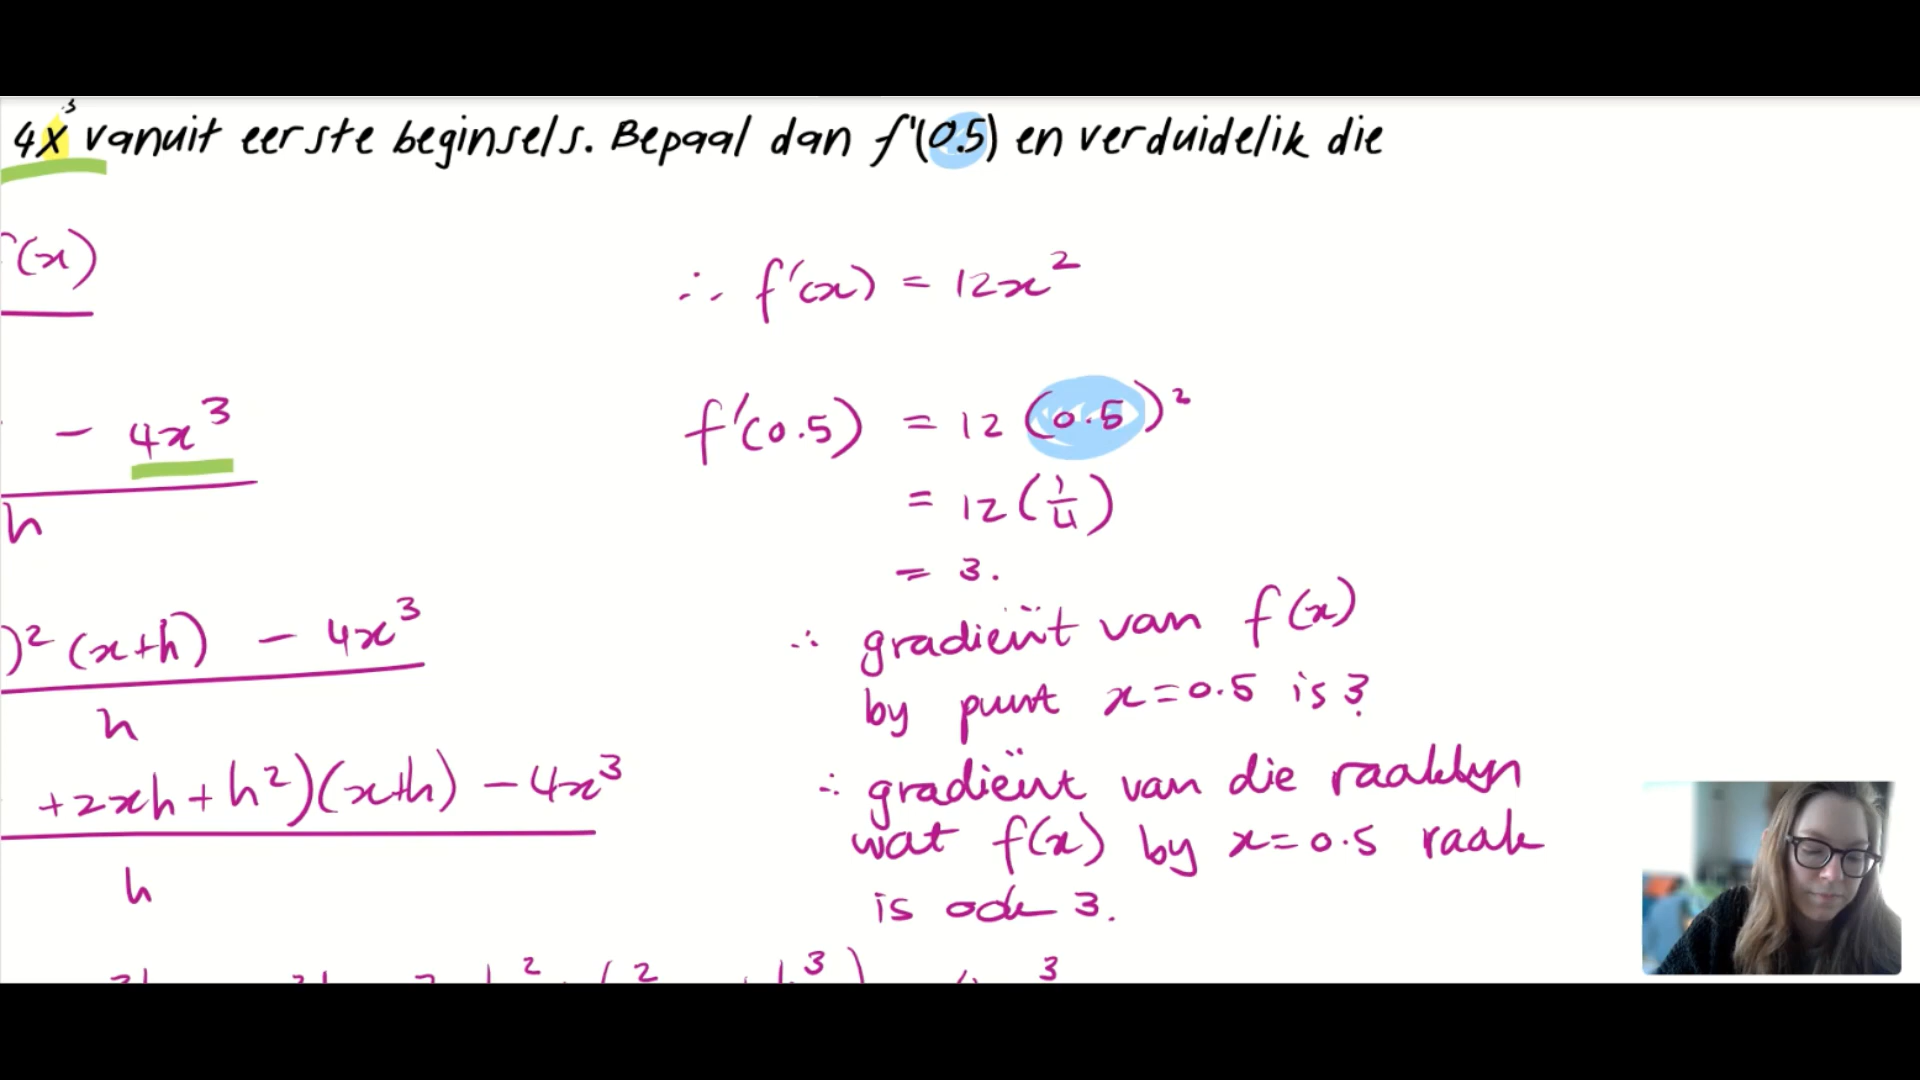 4x³ vanuit eerste beginsels. Bepaal dan f'(0.5) en verduidelik die
f(x)
- 4x³
h
)²(x+h) - 4x³
h
+2xh+h²)(x+h) - 4x³
h
∴ f'(x) = 12x²
f'(0.5) = 12(0.5)²
= 12(1/4)
= 3.
∴ gradiënt van f(x)
by punt x=0.5 is 3.
∴ gradiënt van die raaklyn
wat f(x) by x=0.5 raak
is ook 3.